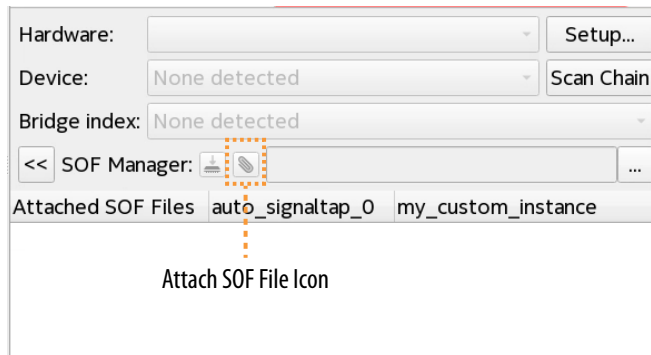 Hardware: Setup...
Device: None detected Scan Chain
Bridge index: None detected
<< SOF Manager: ...
Attached SOF Files auto_signaltap_0 my_custom_instance
Attach SOF File Icon